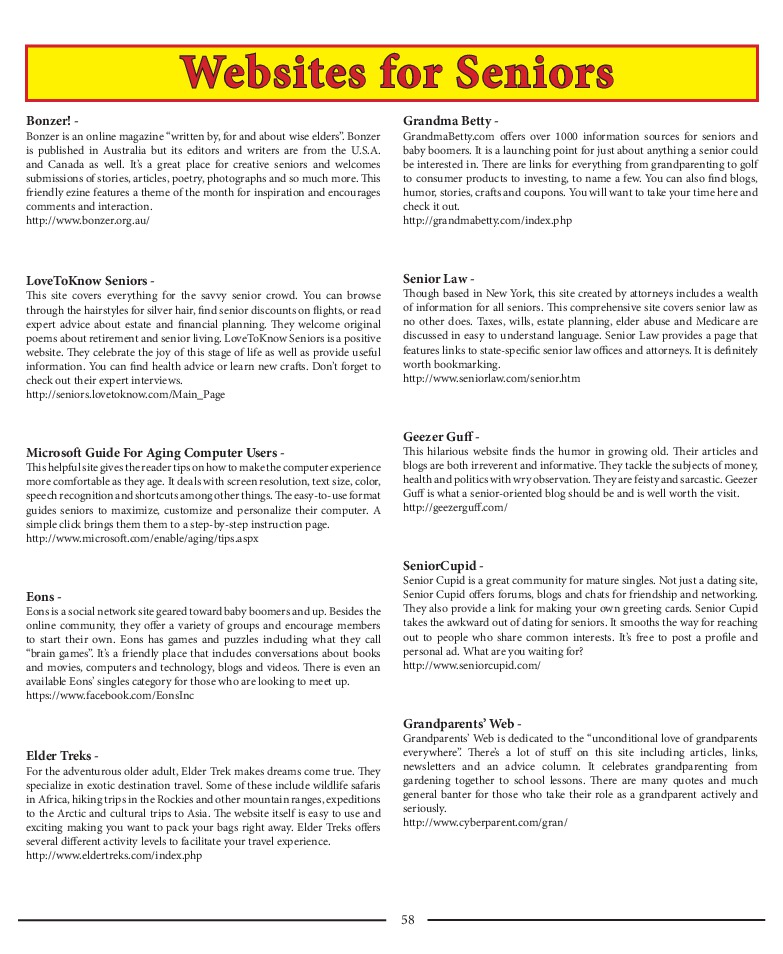 Websites for Seniors
Bonzer! -
Bonzer is an online magazine “written by, for and about wise elders”. Bonzer
is published in Australia but its editors and writers are from the U.S.A.
and Canada as well. It’s a great place for creative seniors and welcomes
submissions of stories, articles, poetry, photographs and so much more. This
friendly ezine features a theme of the month for inspiration and encourages
comments and interaction.
http://www.bonzer.org.au/
LoveToKnow Seniors -
This site covers everything for the savvy senior crowd. You can browse
through the hairstyles for silver hair, find senior discounts on flights, or read
expert advice about estate and financial planning. They welcome original
poems about retirement and senior living. LoveToKnow Seniors is a positive
website. They celebrate the joy of this stage of life as well as provide useful
information. You can find health advice or learn new crafts. Don’t forget to
check out their expert interviews.
http://seniors.lovetoknow.com/Main_Page
Microsoft Guide For Aging Computer Users -
This helpful site gives the reader tips on how to make the computer experience
more comfortable as they age. It deals with screen resolution, text size, color,
speech recognition and shortcuts among other things. The easy-to-use format
guides seniors to maximize, customize and personalize their computer. A
simple click brings them them to a step-by-step instruction page.
http://www.microsoft.com/enable/aging/tips.aspx
Eons -
Eons is a social network site geared toward baby boomers and up. Besides the
online community, they offer a variety of groups and encourage members
to start their own. Eons has games and puzzles including what they call
“brain games”. It’s a friendly place that includes conversations about books
and movies, computers and technology, blogs and videos. There is even an
available Eons’ singles category for those who are looking to meet up.
https://www.facebook.com/EonsInc
Elder Treks -
For the adventurous older adult, Elder Trek makes dreams come true. They
specialize in exotic destination travel. Some of these include wildlife safaris
in Africa, hiking trips in the Rockies and other mountain ranges, expeditions
to the Arctic and cultural trips to Asia. The website itself is easy to use and
exciting making you want to pack your bags right away. Elder Treks offers
several different activity levels to facilitate your travel experience.
http://www.eldertreks.com/index.php
Grandma Betty -
GrandmaBetty.com offers over 1000 information sources for seniors and
baby boomers. It is a launching point for just about anything a senior could
be interested in. There are links for everything from grandparenting to golf
to consumer products to investing, to name a few. You can also find blogs,
humor, stories, crafts and coupons. You will want to take your time here and
check it out.
http://grandmabetty.com/index.php
Senior Law -
Though based in New York, this site created by attorneys includes a wealth
of information for all seniors. This comprehensive site covers senior law as
no other does. Taxes, wills, estate planning, elder abuse and Medicare are
discussed in easy to understand language. Senior Law provides a page that
features links to state-specific senior law offices and attorneys. It is definitely
worth bookmarking.
http://www.seniorlaw.com/senior.htm
Geezer Guff -
This hilarious website finds the humor in growing old. Their articles and
blogs are both irreverent and informative. They tackle the subjects of money,
health and politics with wry observation. They are feisty and sarcastic. Geezer
Guff is what a senior-oriented blog should be and is well worth the visit.
http://geezerguff.com/
SeniorCupid -
Senior Cupid is a great community for mature singles. Not just a dating site,
Senior Cupid offers forums, blogs and chats for friendship and networking.
They also provide a link for making your own greeting cards. Senior Cupid
takes the awkward out of dating for seniors. It smooths the way for reaching
out to people who share common interests. It’s free to post a profile and
personal ad. What are you waiting for?
http://www.seniorcupid.com/
Grandparents’ Web -
Grandparents’ Web is dedicated to the “unconditional love of grandparents
everywhere”. There’s a lot of stuff on this site including articles, links,
newsletters and an advice column. It celebrates grandparenting from
gardening together to school lessons. There are many quotes and much
general banter for those who take their role as a grandparent actively and
seriously.
http://www.cyberparent.com/gran/
58